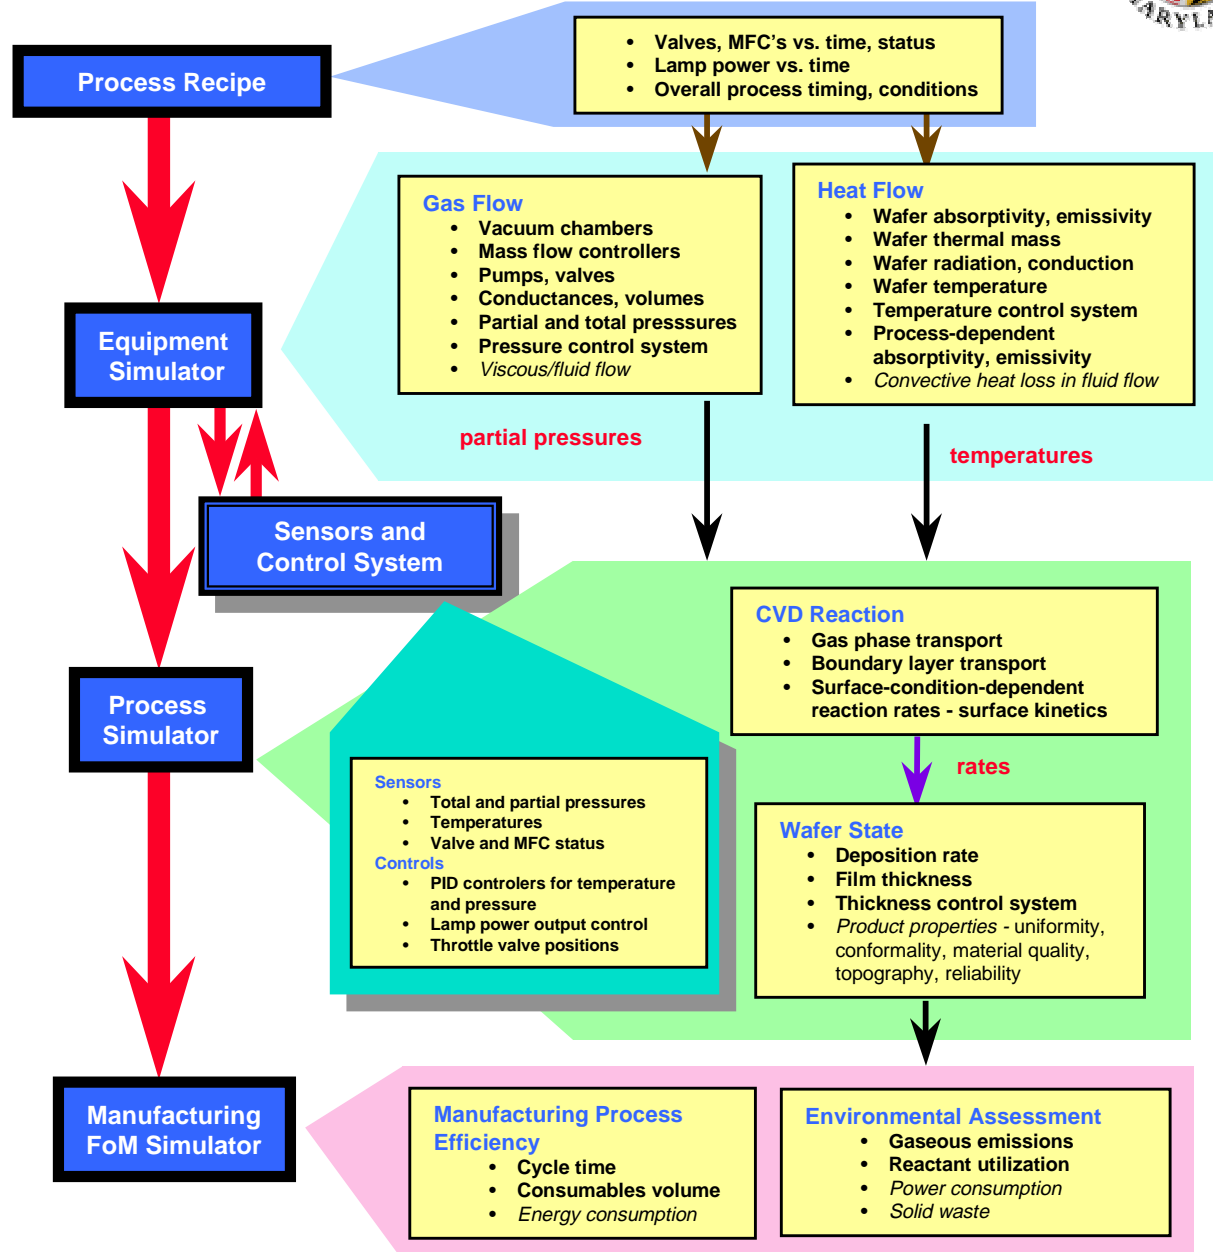 ARYL
Process Recipe
• Valves, MFC's vs. time, status
• Lamp power vs. time
• Overall process timing, conditions
Gas Flow
• Vacuum chambers
• Mass flow controllers
• Pumps, valves
• Conductances, volumes
• Partial and total presssures
• Pressure control system
• Viscous/fluid flow
Heat Flow
• Wafer absorptivity, emissivity
• Wafer thermal mass
• Wafer radiation, conduction
• Wafer temperature
• Temperature control system
• Process-dependent
absorptivity, emissivity
• Convective heat loss in fluid flow
Equipment
Simulator
partial pressures
temperatures
Sensors and
Control System
CVD Reaction
• Gas phase transport
• Boundary layer transport
• Surface-condition-dependent
reaction rates - surface kinetics
Process
Simulator
rates
Sensors
• Total and partial pressures
• Temperatures
• Valve and MFC status
Controls
• PID controlers for temperature
and pressure
• Lamp power output control
• Throttle valve positions
Wafer State
• Deposition rate
• Film thickness
• Thickness control system
• Product properties - uniformity,
conformality, material quality,
topography, reliability
Manufacturing
FoM Simulator
Manufacturing Process
Efficiency
• Cycle time
• Consumables volume
• Energy consumption
Environmental Assessment
• Gaseous emissions
• Reactant utilization
• Power consumption
• Solid waste